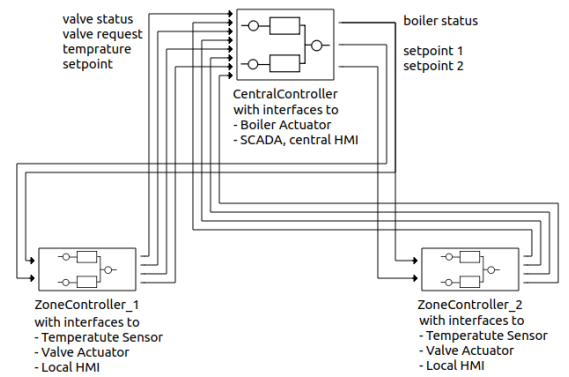 valve status
valve request
temprature
setpoint
boiler status
setpoint 1
setpoint 2
CentralController
with interfaces to
- Boiler Actuator
- SCADA, central HMI
ZoneController_1
with interfaces to
- Temperatute Sensor
- Valve Actuator
- Local HMI
ZoneController_2
with interfaces to
- Temperatute Sensor
- Valve Actuator
- Local HMI